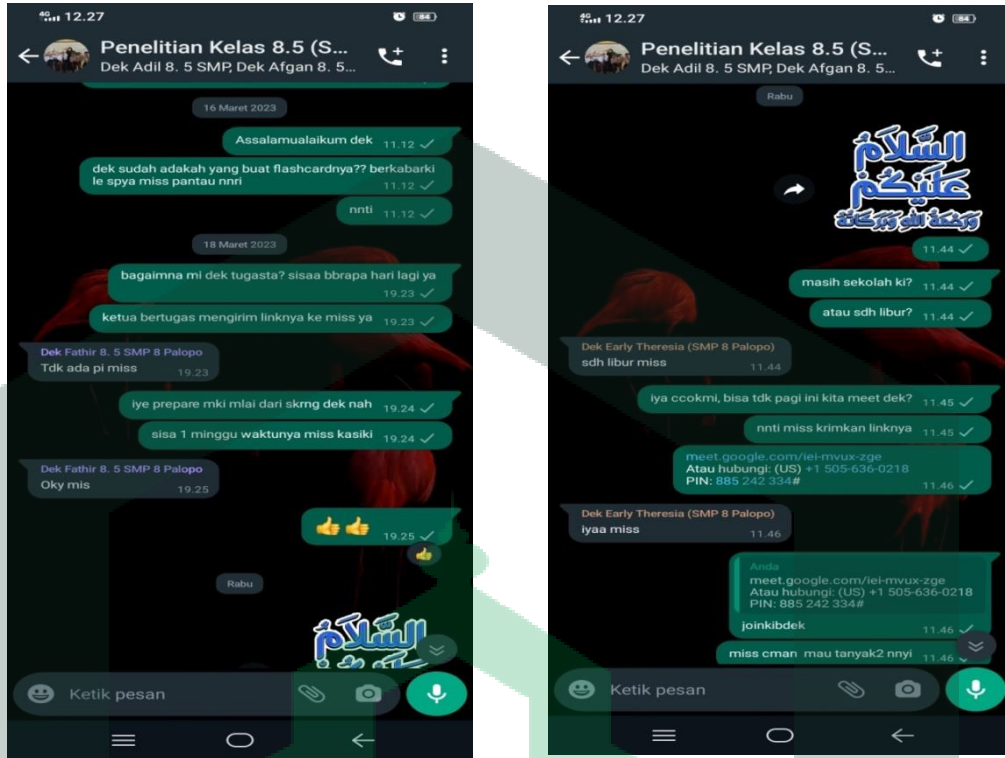 4G 12.27
84
Penelitian Kelas 8.5 (S...
Dek Adil 8. 5 SMP, Dek Afgan 8. 5...
16 Maret 2023
Assalamualaikum dek 11.12
dek sudah adakah yang buat flashcardnya?? berkabarki
le spya miss pantau nnri 11.12
nnti 11.12
18 Maret 2023
bagaimna mi dek tugasta? sisaa bbrapa hari lagi ya
19.23
ketua bertugas mengirim linknya ke miss ya 19.23
Dek Fathir 8. 5 SMP 8 Palopo
Tdk ada pi miss 19.23
iye prepare mki mlai dari skrng dek nah 19.24
sisa 1 minggu waktunya miss kasiki 19.24
Dek Fathir 8. 5 SMP 8 Palopo
Oky mis 19.25
👍👍 19.25
👍
Rabu
السَّلَامُ
Ketik pesan
4G 12.27
84
Penelitian Kelas 8.5 (S...
Dek Adil 8. 5 SMP, Dek Afgan 8. 5...
Rabu
السَّلَامُ
عَلَيْكُمْ
وَرَحْمَةُ اللهِ وَبَرَكَاتُهُ
11.44
masih sekolah ki? 11.44
atau sdh libur? 11.44
Dek Early Theresia (SMP 8 Palopo)
sdh libur miss 11.44
iya ccokmi, bisa tdk pagi ini kita meet dek? 11.45
nnti miss krimkan linknya 11.45
meet.google.com/iei-mvux-zge
Atau hubungi: (US) +1 505-636-0218
PIN: 885 242 334# 11.46
Dek Early Theresia (SMP 8 Palopo)
iyaa miss 11.46
Anda
meet.google.com/iei-mvux-zge
Atau hubungi: (US) +1 505-636-0218
PIN: 885 242 334#
joinkibdek 11.46
miss cman mau tanyak2 nnyi 11.46
Ketik pesan